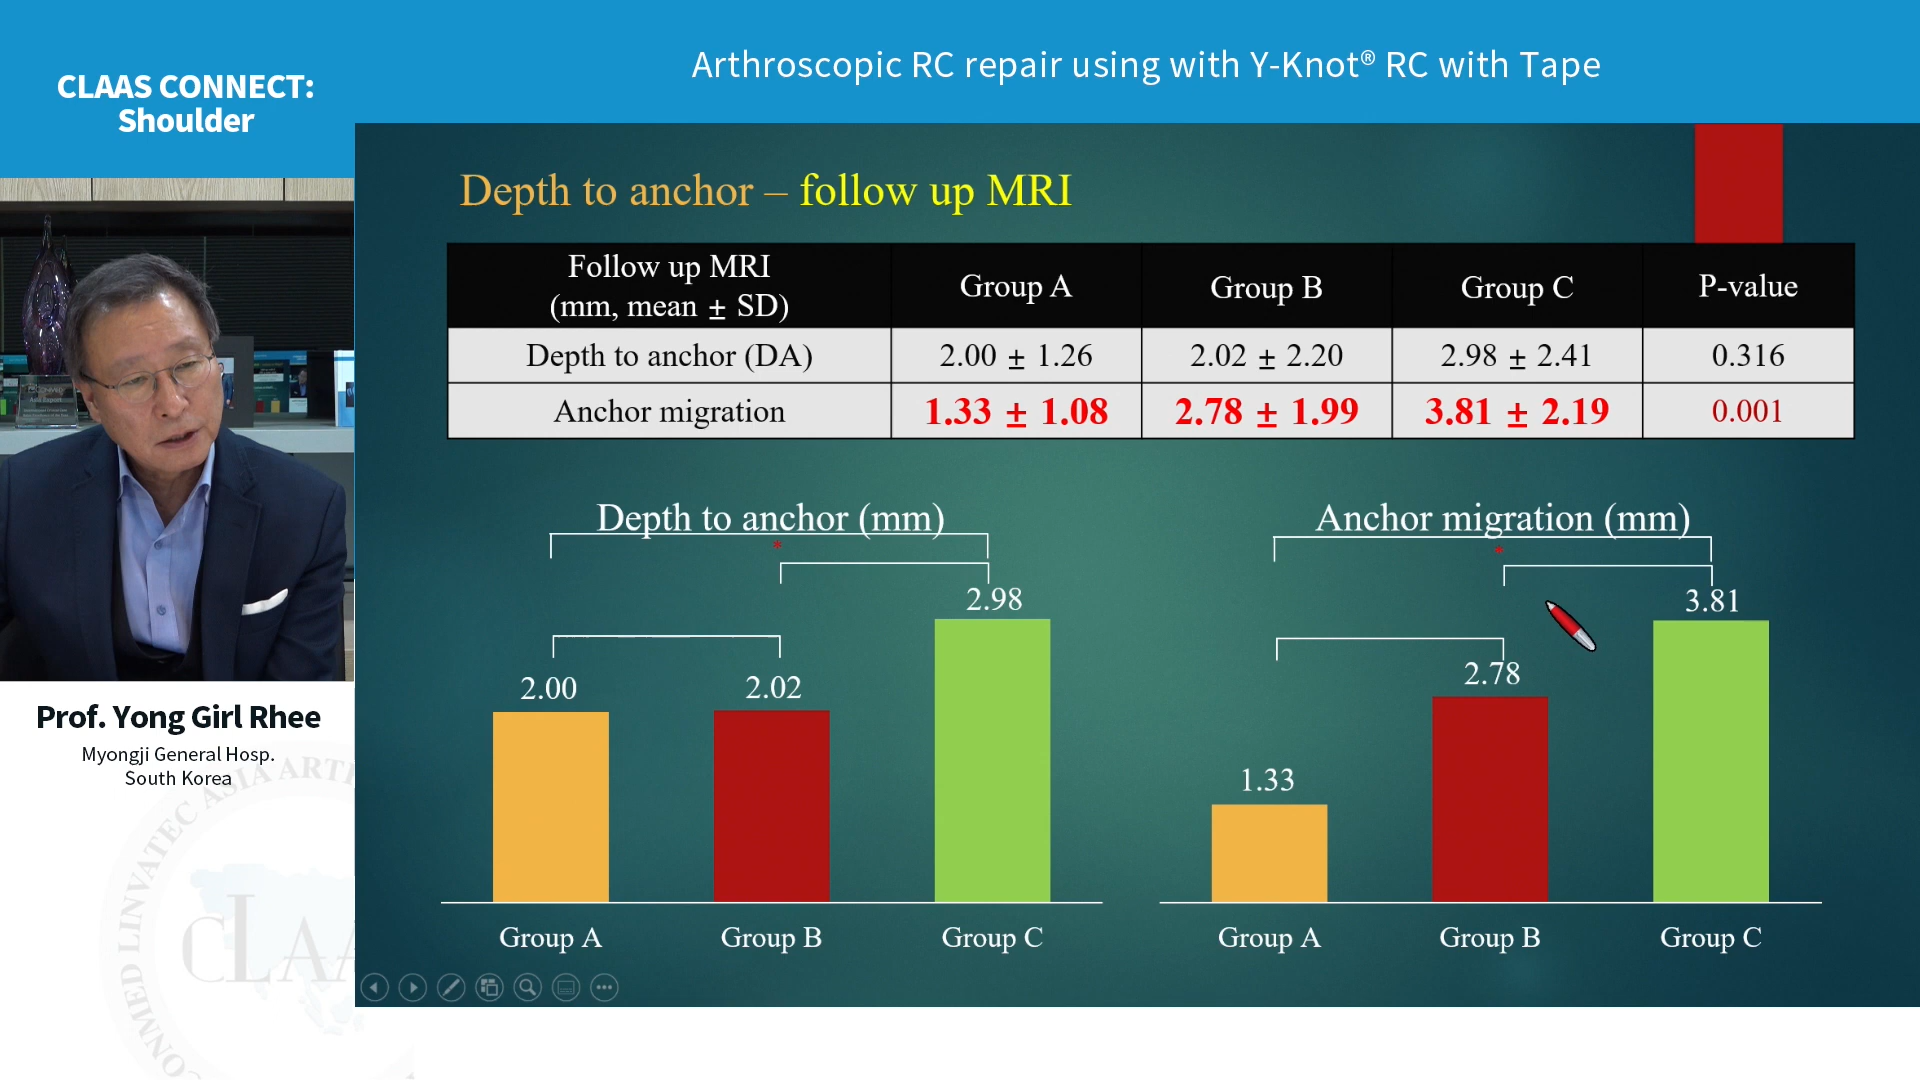 CLAAS CONNECT:
Shoulder
Arthroscopic RC repair using with Y-Knot® RC with Tape
Depth to anchor – follow up MRI
Follow up MRI
(mm, mean ± SD)
Group A
Group B
Group C
P-value
Depth to anchor (DA)
2.00 ± 1.26
2.02 ± 2.20
2.98 ± 2.41
0.316
Anchor migration
1.33 ± 1.08
2.78 ± 1.99
3.81 ± 2.19
0.001
Depth to anchor (mm)
*
2.00
2.02
2.98
Group A
Group B
Group C
Anchor migration (mm)
*
1.33
2.78
3.81
Group A
Group B
Group C
Prof. Yong Girl Rhee
Myongji General Hosp.
South Korea
CONMED LINVATEC ASIA ART
CLAA